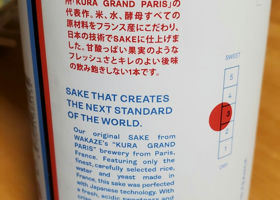 所「KURA GRAND PARIS」の
代表作。米、水、酵母すべての
原材料をフランス産にこだわり、
日本の技術でSAKEに仕上げま
した。甘酸っぱい果実のような
フレッシュさとキレのよい後味
の飲み飽きしない1本です。
SAKE THAT CREATES
THE NEXT STANDARD
OF THE WORLD.
Our original SAKE from
WAKAZE's "KURA GRAND
PARIS" brewery from Paris,
France. Featuring only the
finest, carefully selected rice,
water and yeast made in
France, this sake was perfected
with Japanese technology. With
a fresh, acidic, sweetness and
SWEET
5
4
3
2
1
DRY